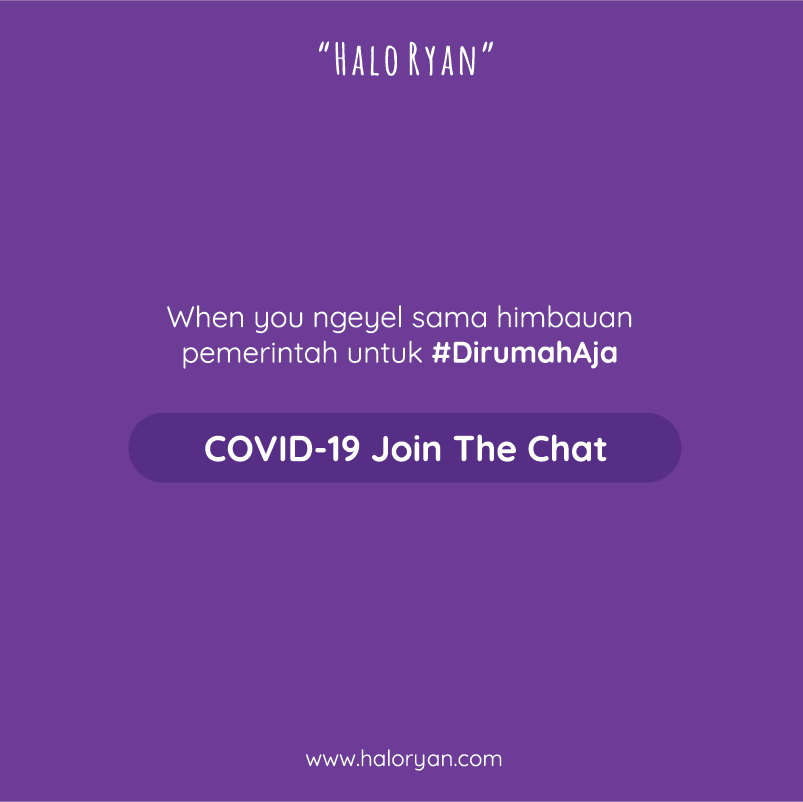 “HALO RYAN”
When you ngeyel sama himbauan
pemerintah untuk #DirumahAja
COVID-19 Join The Chat
www.haloryan.com